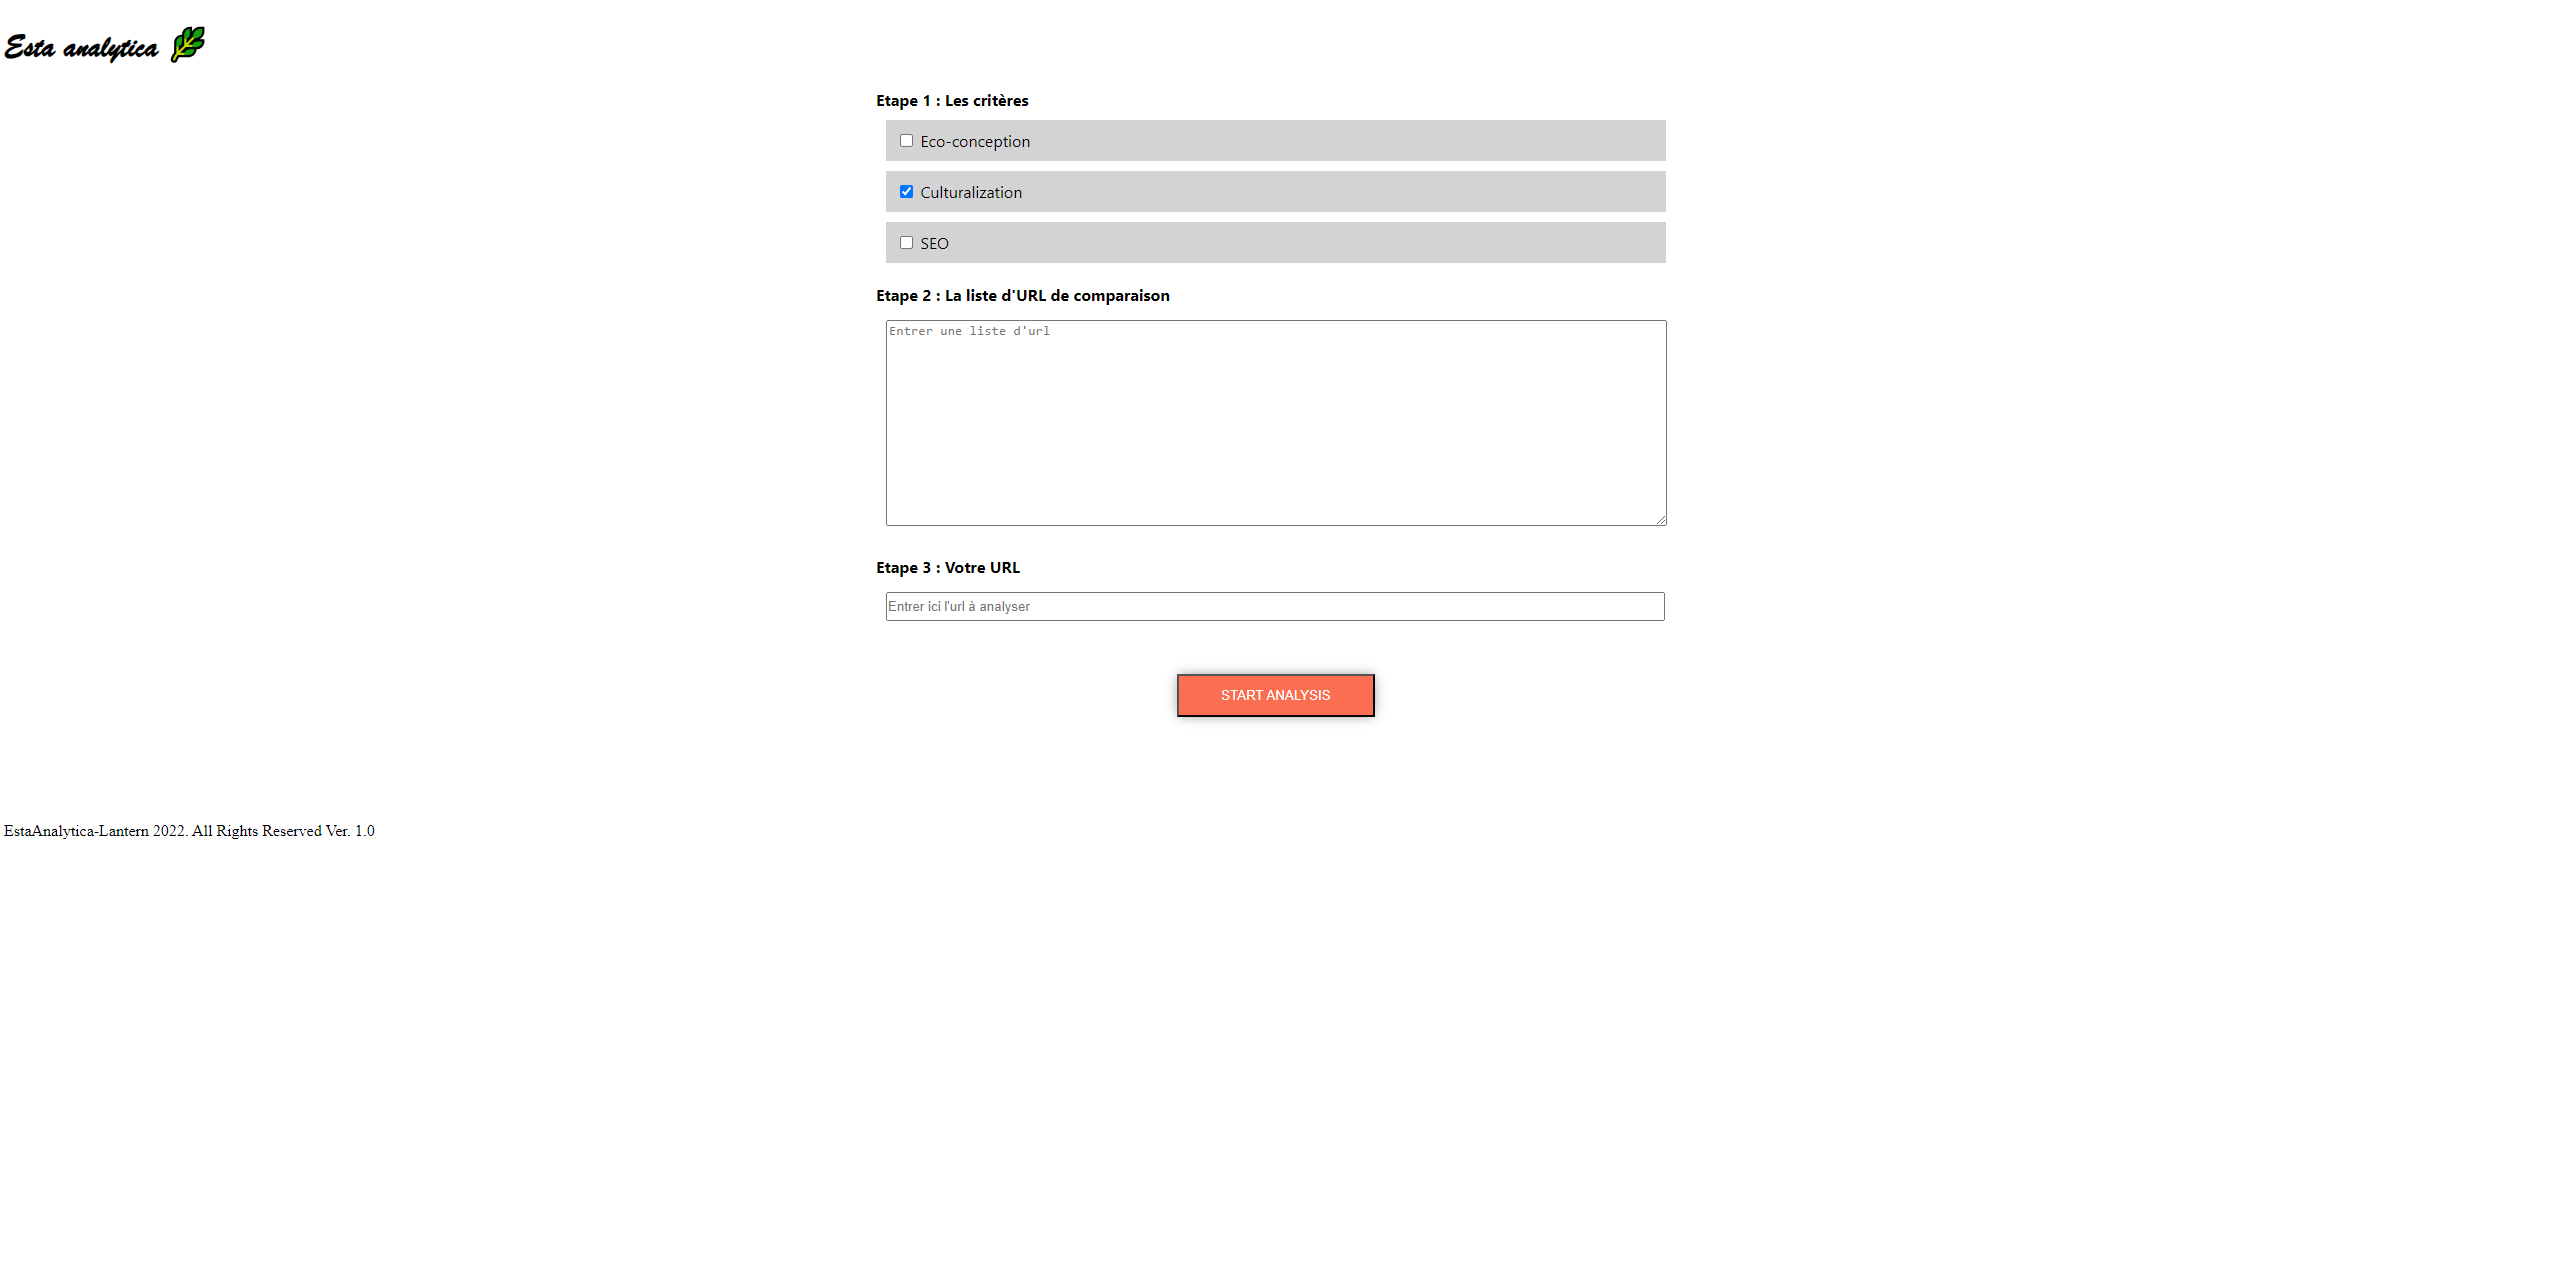 Esta analytica
Etape 1 : Les critères
Eco-conception
Culturalization
SEO
Etape 2 : La liste d'URL de comparaison
Entrer une liste d'url
Etape 3 : Votre URL
Entrer ici l'url à analyser
START ANALYSIS
EstaAnalytica-Lantern 2022. All Rights Reserved Ver. 1.0